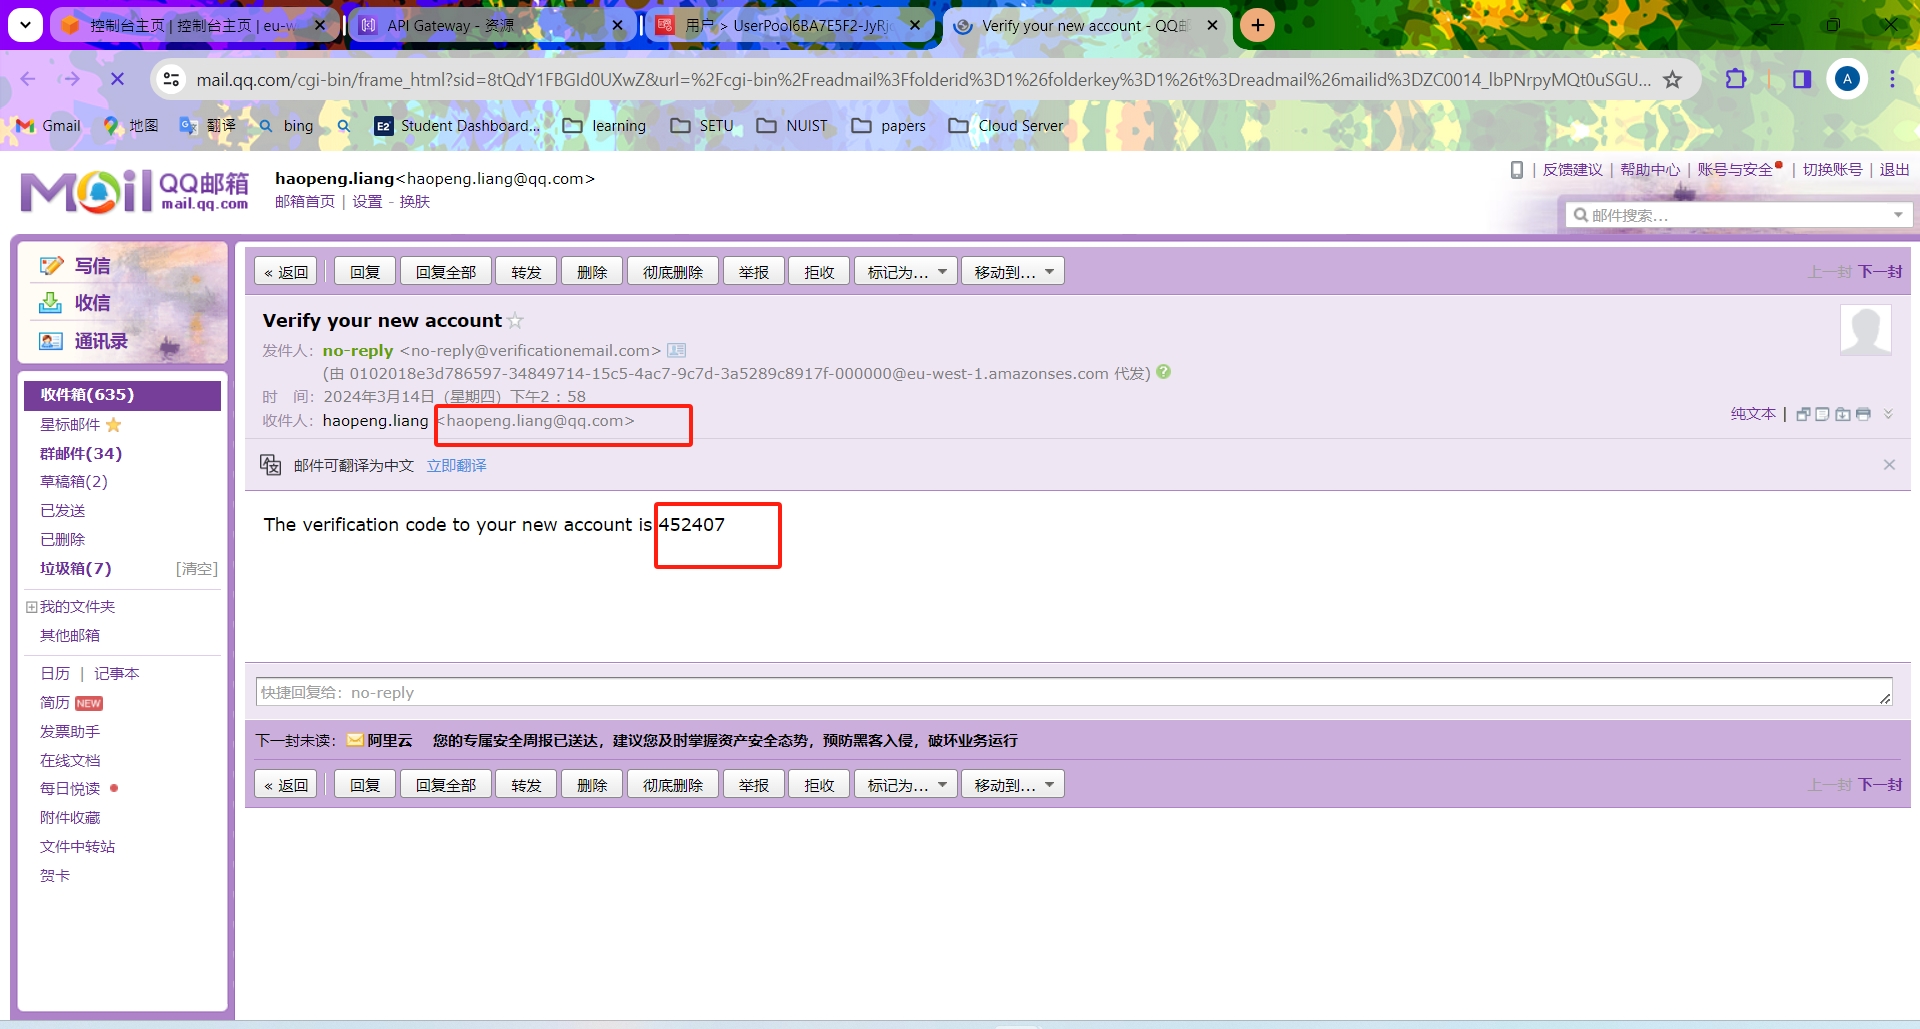 控制台主页 | 控制台主页 | eu-w
API Gateway - 资源
用户 > UserPool6BA7E5F2-JyRj
Verify your new account - QQ邮
mail.qq.com/cgi-bin/frame_html?sid=8tQdY1FBGId0UXwZ&url=%2Fcgi-bin%2Freadmail%3Ffolderid%3D1%26folderkey%3D1%26t%3Dreadmail%26mailid%3DZC0014_lbPNrpyMQt0uSGU...
A
Gmail 地图 翻译 bing E2 Student Dashboard... learning SETU NUIST papers Cloud Server
Mail QQ邮箱
mail.qq.com
haopeng.liang<haopeng.liang@qq.com>
邮箱首页 | 设置 - 换肤
| 反馈建议 | 帮助中心 | 账号与安全 | 切换账号 | 退出
邮件搜索...
写信
收信
通讯录
收件箱(635)
星标邮件
群邮件(34)
草稿箱(2)
已发送
已删除
垃圾箱(7) [清空]
我的文件夹
其他邮箱
日历 | 记事本
简历 NEW
发票助手
在线文档
每日悦读
附件收藏
文件中转站
贺卡
« 返回 回复 回复全部 转发 删除 彻底删除 举报 拒收 标记为... 移动到... 上一封 下一封
Verify your new account
发件人：no-reply <no-reply@verificationemail.com>
(由 0102018e3d786597-34849714-15c5-4ac7-9c7d-3a5289c8917f-000000@eu-west-1.amazonses.com 代发)
时 间：2024年3月14日（星期四）下午2：58
收件人：haopeng.liang <haopeng.liang@qq.com>
纯文本 |
邮件可翻译为中文 立即翻译
The verification code to your new account is 452407
快捷回复给：no-reply
下一封未读：阿里云 您的专属安全周报已送达，建议您及时掌握资产安全态势，预防黑客入侵，破坏业务运行
« 返回 回复 回复全部 转发 删除 彻底删除 举报 拒收 标记为... 移动到... 上一封 下一封